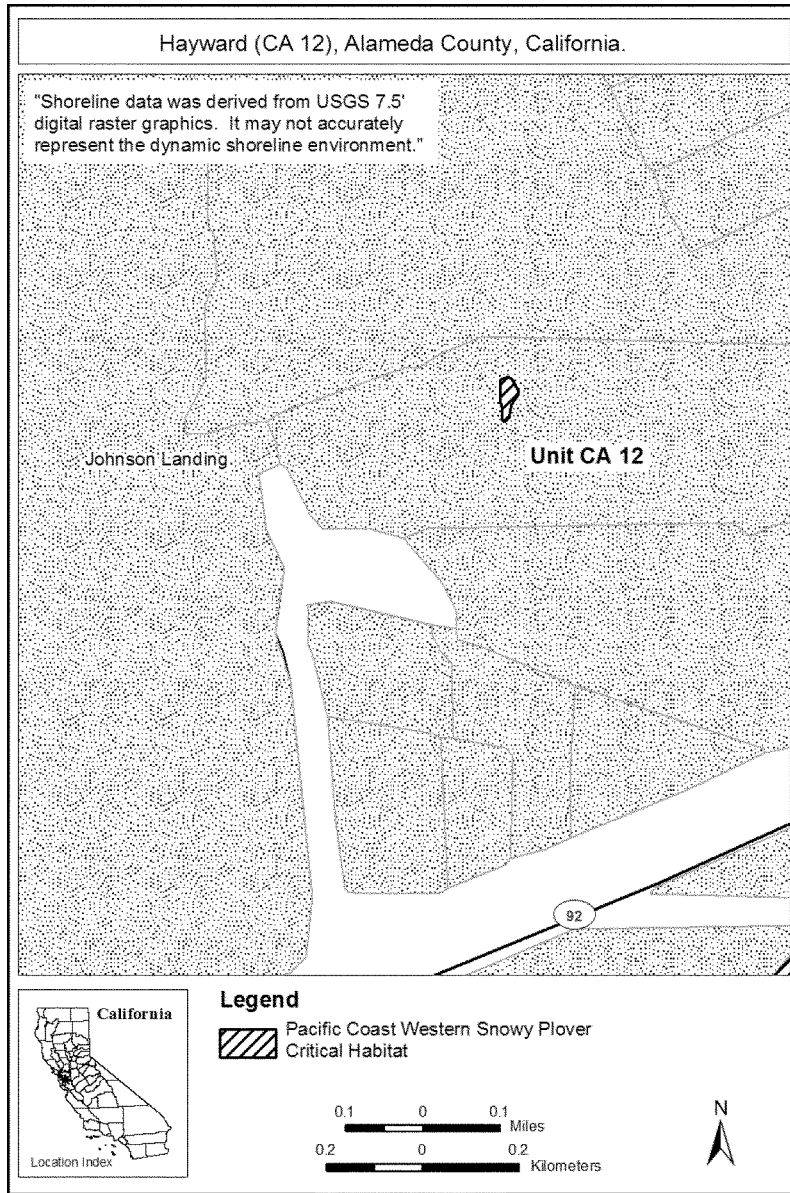 Hayward (CA 12), Alameda County, California.
"Shoreline data was derived from USGS 7.5'
digital raster graphics. It may not accurately
represent the dynamic shoreline environment."
Johnson Landing
Unit CA 12
92
California
Location Index
Legend
Pacific Coast Western Snowy Plover
Critical Habitat
0.1 0 0.1
Miles
0.2 0 0.2
Kilometers
N